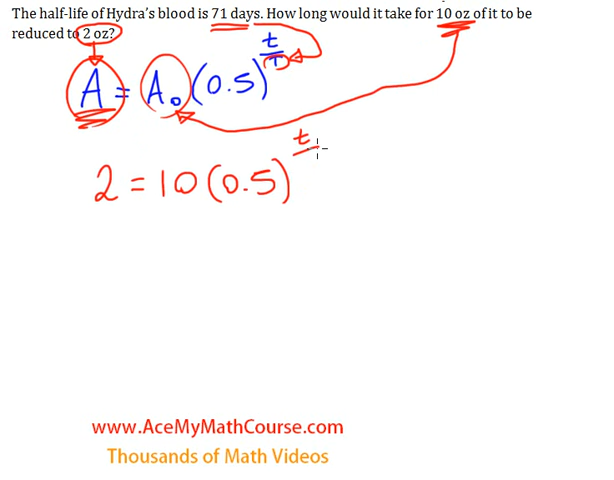 The half-life of Hydra's blood is 71 days. How long would it take for 10 oz of it to be
reduced to 2 oz?
A = A₀(0.5)^(t/T)
2 = 10(0.5)^t
www.AceMyMathCourse.com
Thousands of Math Videos